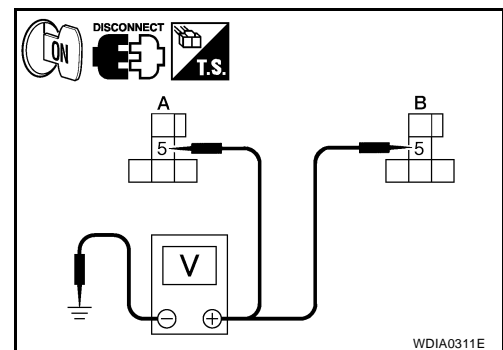 ON
DISCONNECT
T.S.
A
B
5
5
V
− +
WDIA0311E